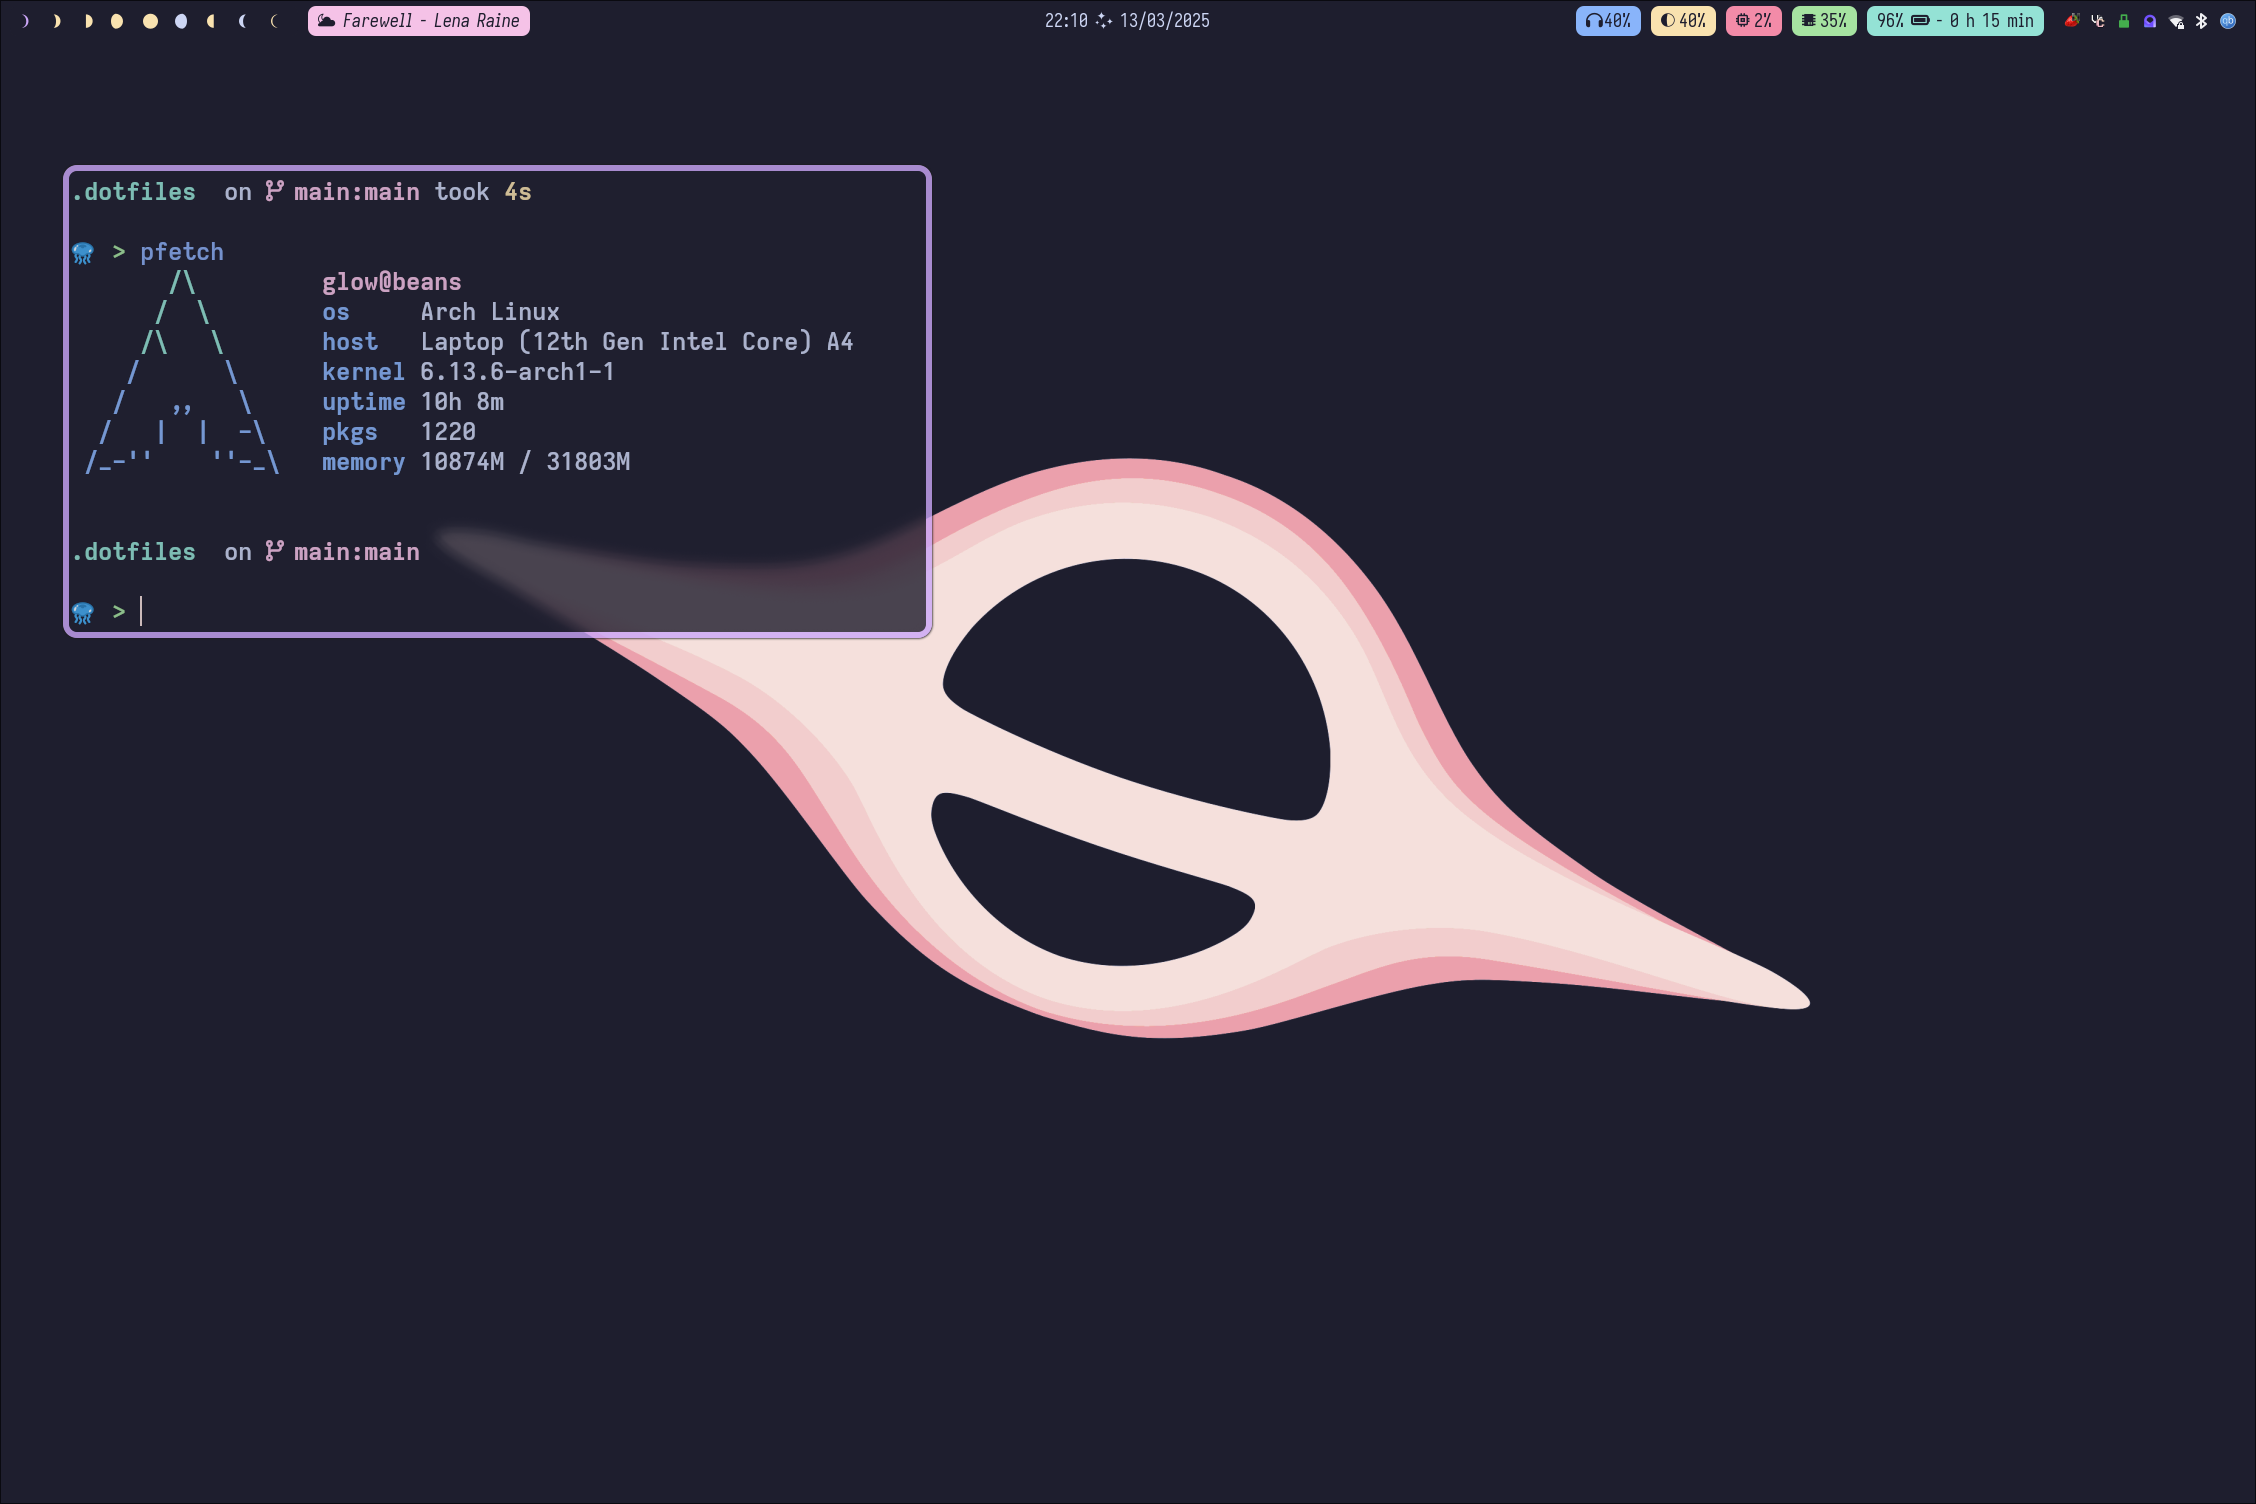 Farewell - Lena Raine
22:10 13/03/2025
40% 40% 2% 35% 96% - 0 h 15 min
.dotfiles on main:main took 4s
> pfetch
glow@beans
os Arch Linux
host Laptop (12th Gen Intel Core) A4
kernel 6.13.6-arch1-1
uptime 10h 8m
pkgs 1220
memory 10874M / 31803M
.dotfiles on main:main
>